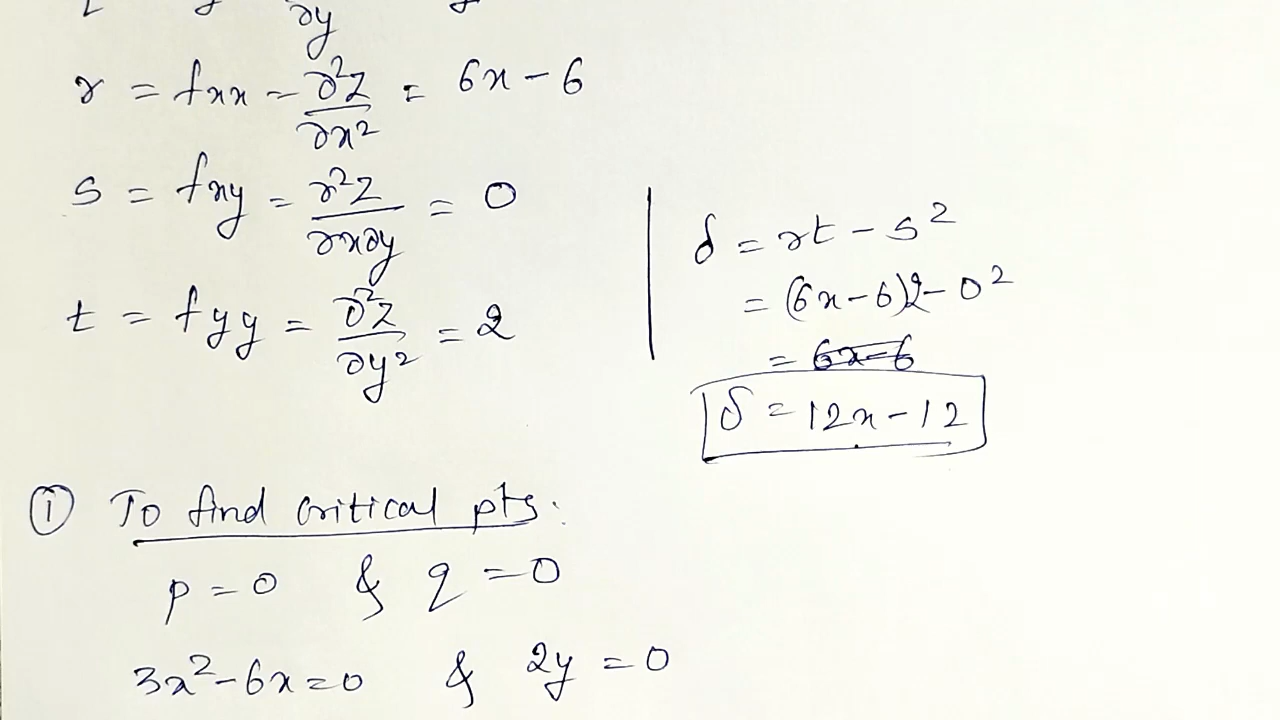 ∂y
r = fxx = ∂²z/∂x² = 6x - 6
s = fxy = ∂²z/∂x∂y = 0
t = fyy = ∂²z/∂y² = 2
δ = rt - s²
= (6x-6)2 - 0²
= 6x-6
δ = 12x - 12
① To find critical pts.
p = 0 & q = 0
3x² - 6x = 0 & 2y = 0